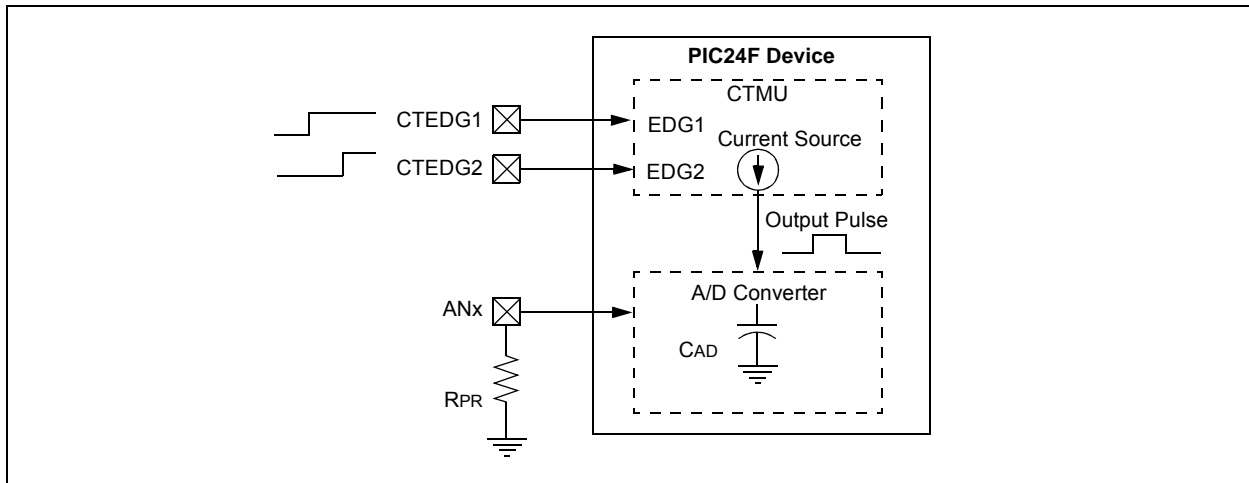 PIC24F Device
CTMU
CTEDG1
EDG1
Current Source
CTEDG2
EDG2
Output Pulse
ANx
A/D Converter
CAD
RPR